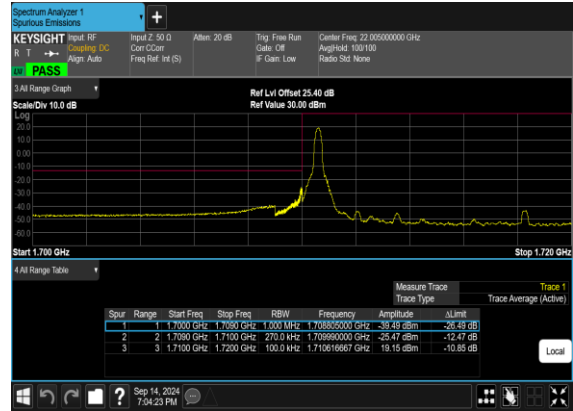 Spectrum Analyzer 1
Spurious Emissions
KEYSIGHT Input: RF Input Z: 50 Ω Atten: 20 dB Trig: Free Run Center Freq: 22.005000000 GHz
R T Coupling: DC Corr CCorr Gate: Off Avg|Hold: 100/100
Align: Auto Freq Ref: Int (S) IF Gain: Low Radio Std: None
PASS
3 All Range Graph
Ref Lvl Offset 25.40 dB
Scale/Div 10.0 dB Ref Value 30.00 dBm
Log
20.0
10.0
0.00
-10.0
-20.0
-30.0
-40.0
-50.0
-60.0
Start 1.700 GHz Stop 1.720 GHz
4 All Range Table
Measure Trace Trace 1
Trace Type Trace Average (Active)
Spur Range Start Freq Stop Freq RBW Frequency Amplitude ΔLimit
1 1 1.7000 GHz 1.7090 GHz 1.000 MHz 1.708805000 GHz -39.49 dBm -26.49 dB
2 2 1.7090 GHz 1.7100 GHz 270.0 kHz 1.709990000 GHz -25.47 dBm -12.47 dB
3 3 1.7100 GHz 1.7200 GHz 100.0 kHz 1.710616667 GHz 19.15 dBm -10.85 dB
Local
Sep 14, 2024
7:04:23 PM